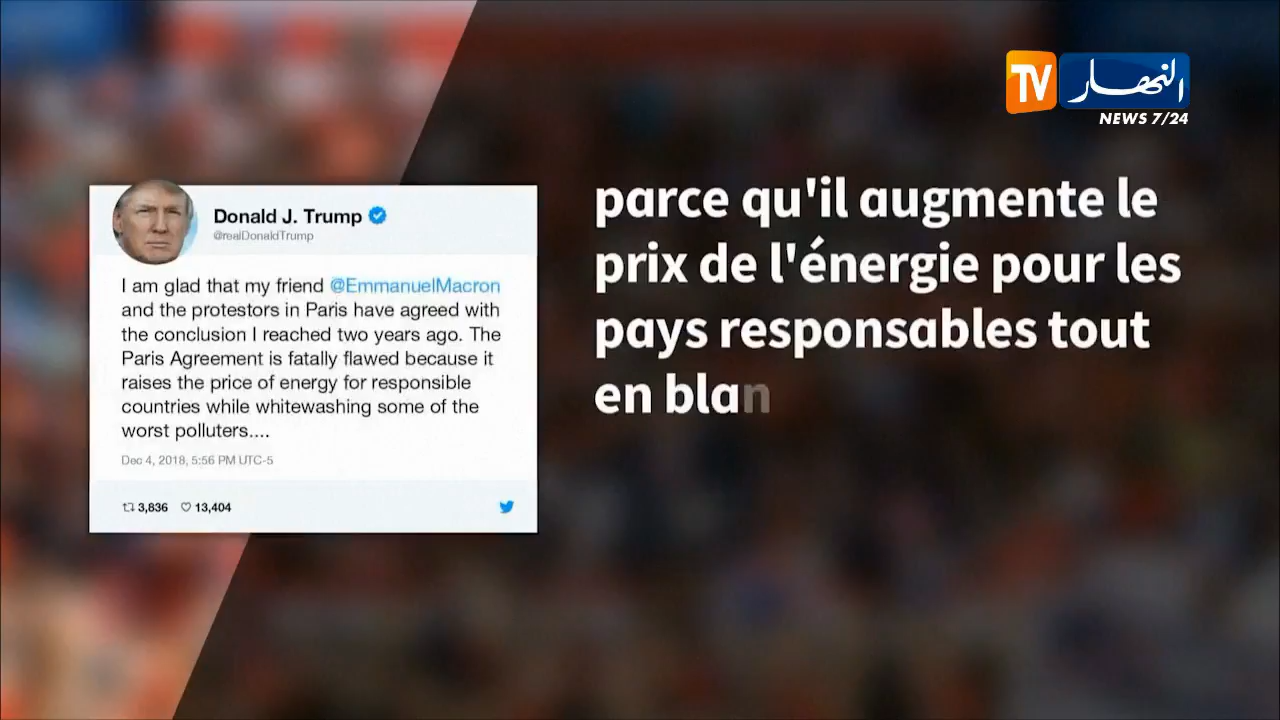 TV النهار
NEWS 7/24
Donald J. Trump
@realDonaldTrump
I am glad that my friend @EmmanuelMacron
and the protestors in Paris have agreed with
the conclusion I reached two years ago. The
Paris Agreement is fatally flawed because it
raises the price of energy for responsible
countries while whitewashing some of the
worst polluters....
Dec 4, 2018, 5:56 PM UTC-5
3,836 13,404
parce qu'il augmente le
prix de l'énergie pour les
pays responsables tout
en blan